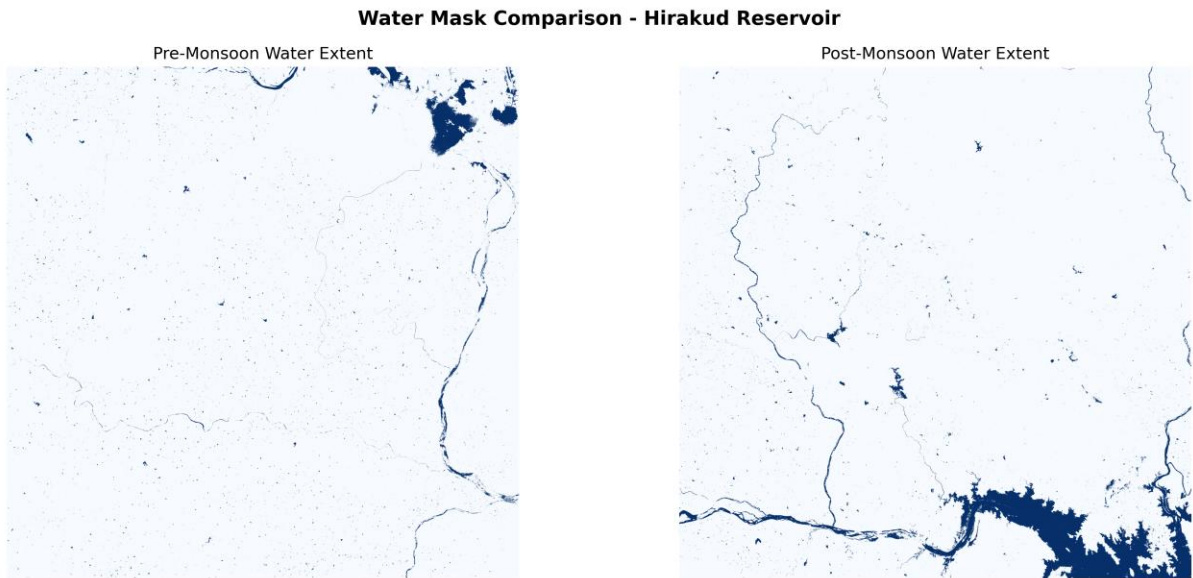 Water Mask Comparison - Hirakud Reservoir
Pre-Monsoon Water Extent
Post-Monsoon Water Extent